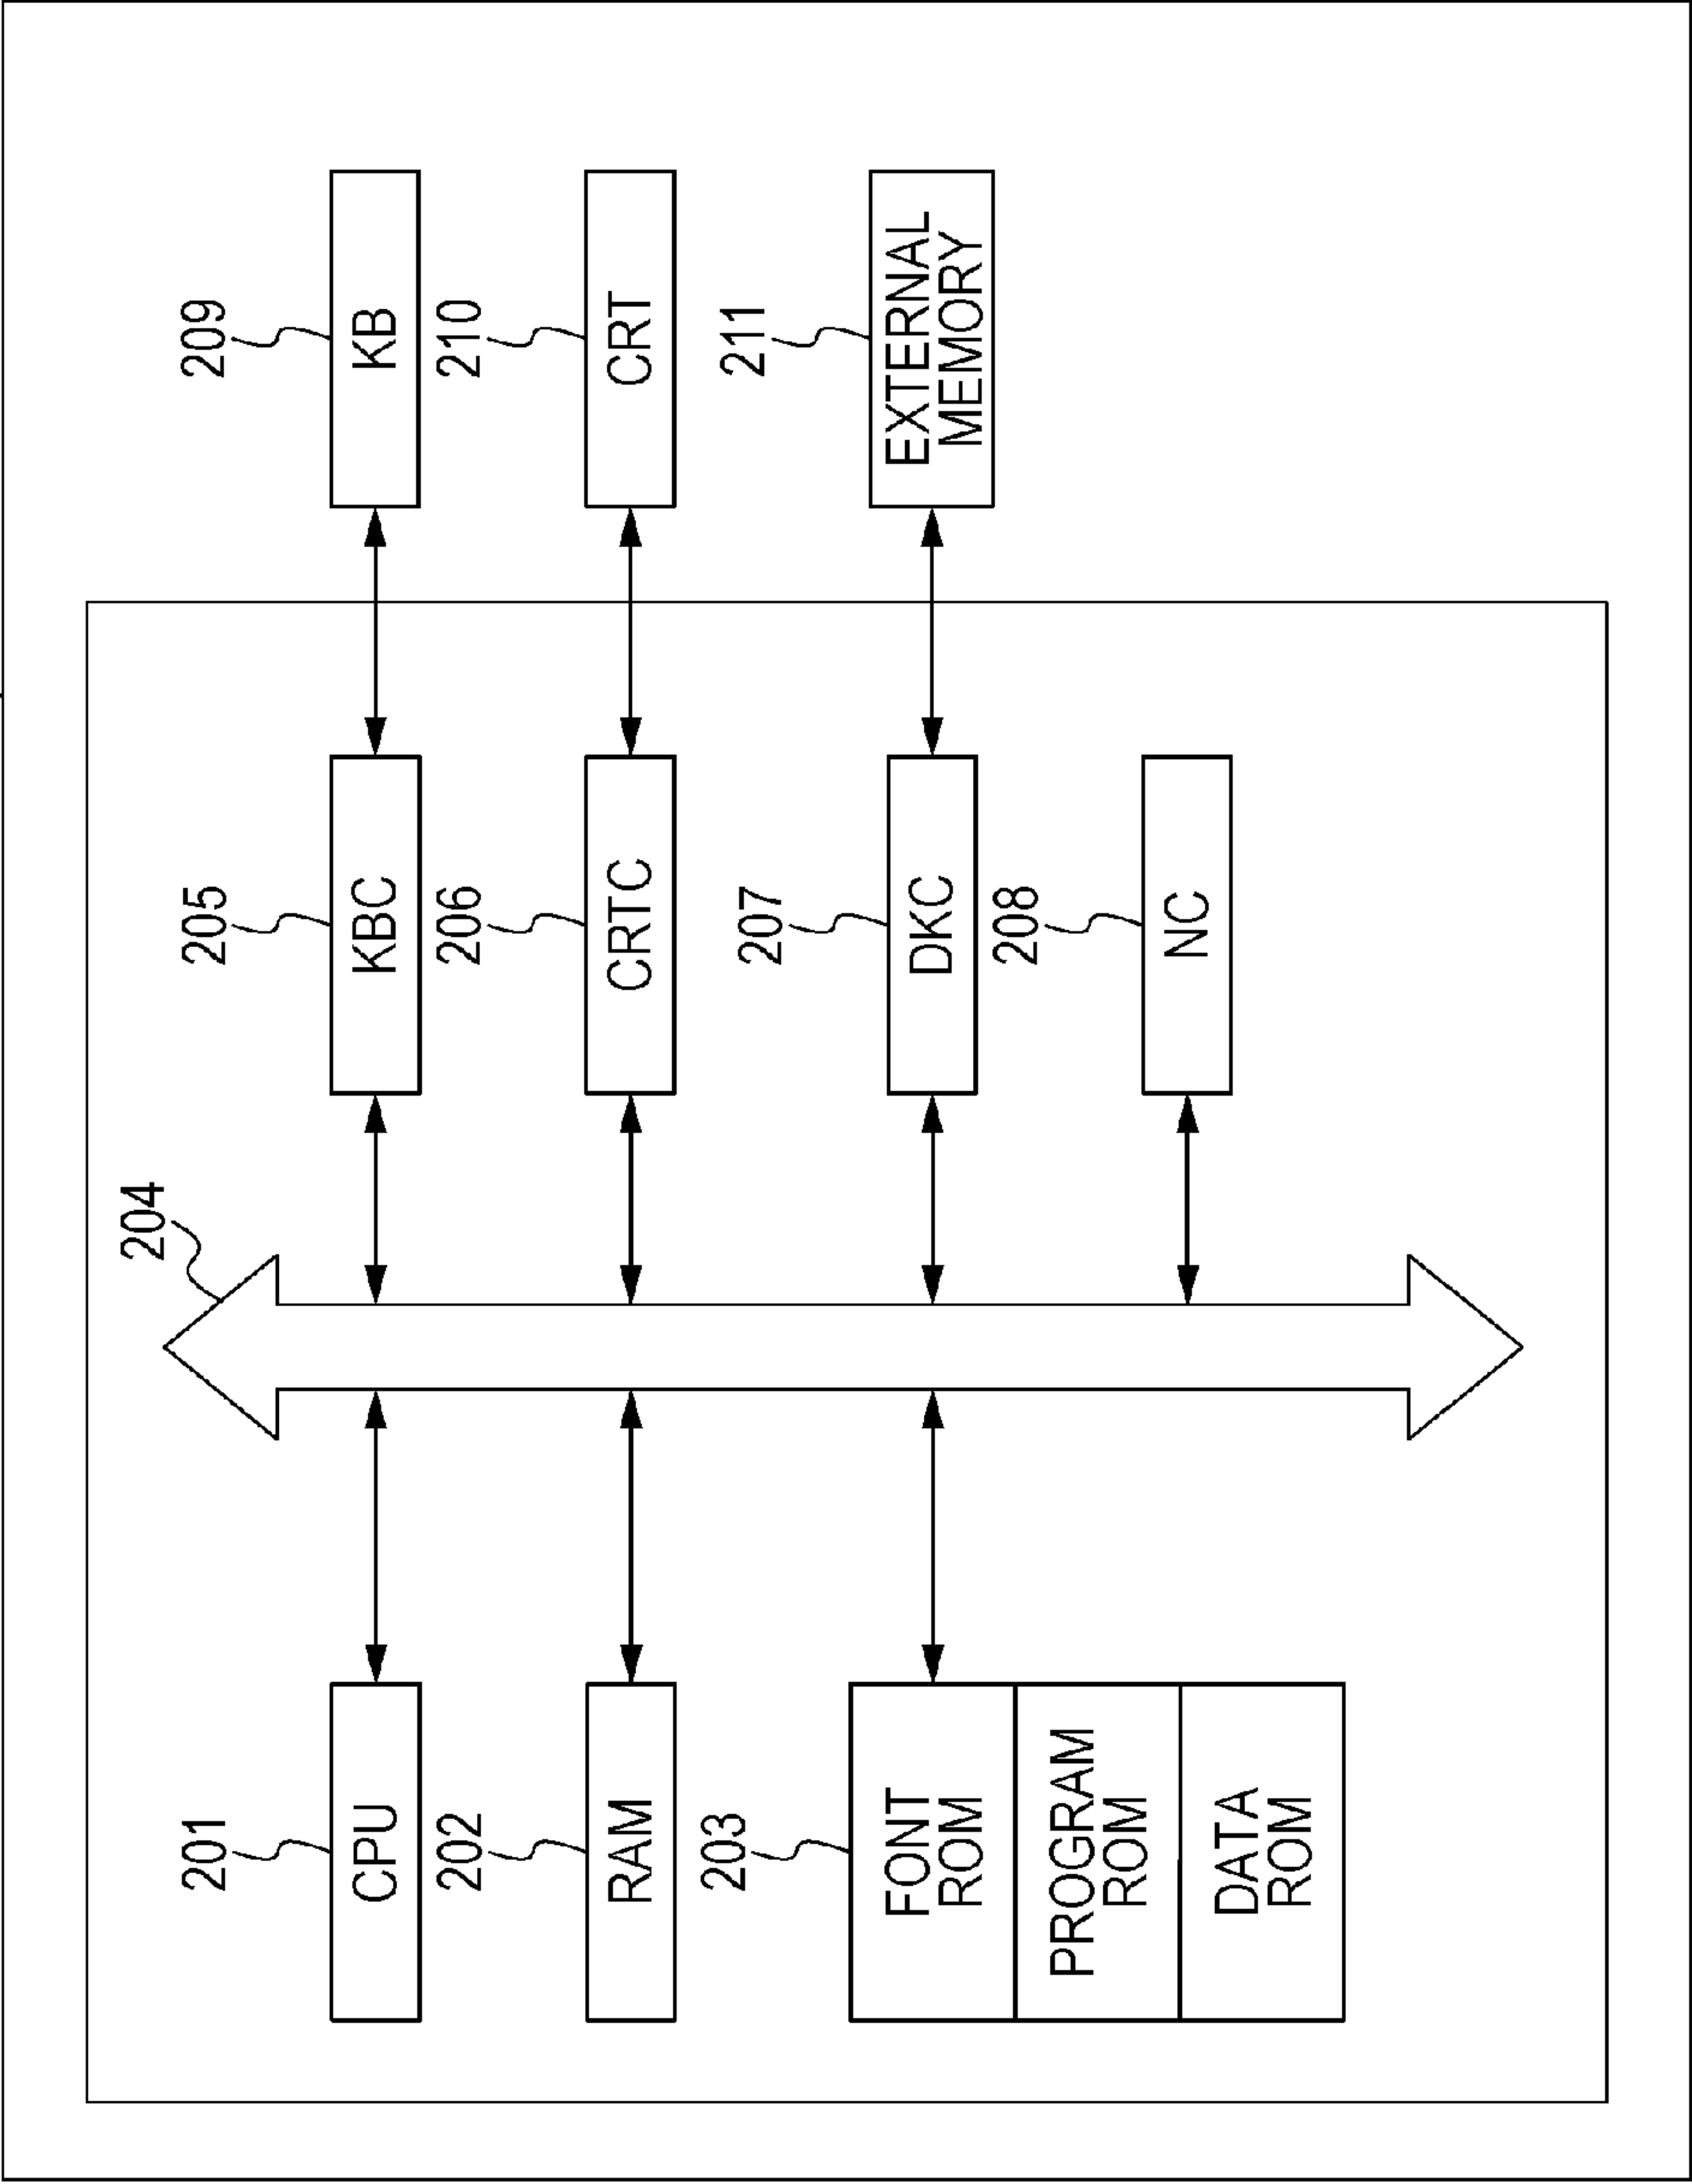 204
201
CPU
205
KBC
209
KB
202
RAM
206
CRTC
210
CRT
203
FONT
ROM
PROGRAM
ROM
DATA
ROM
207
DKC
211
EXTERNAL
MEMORY
208
NC